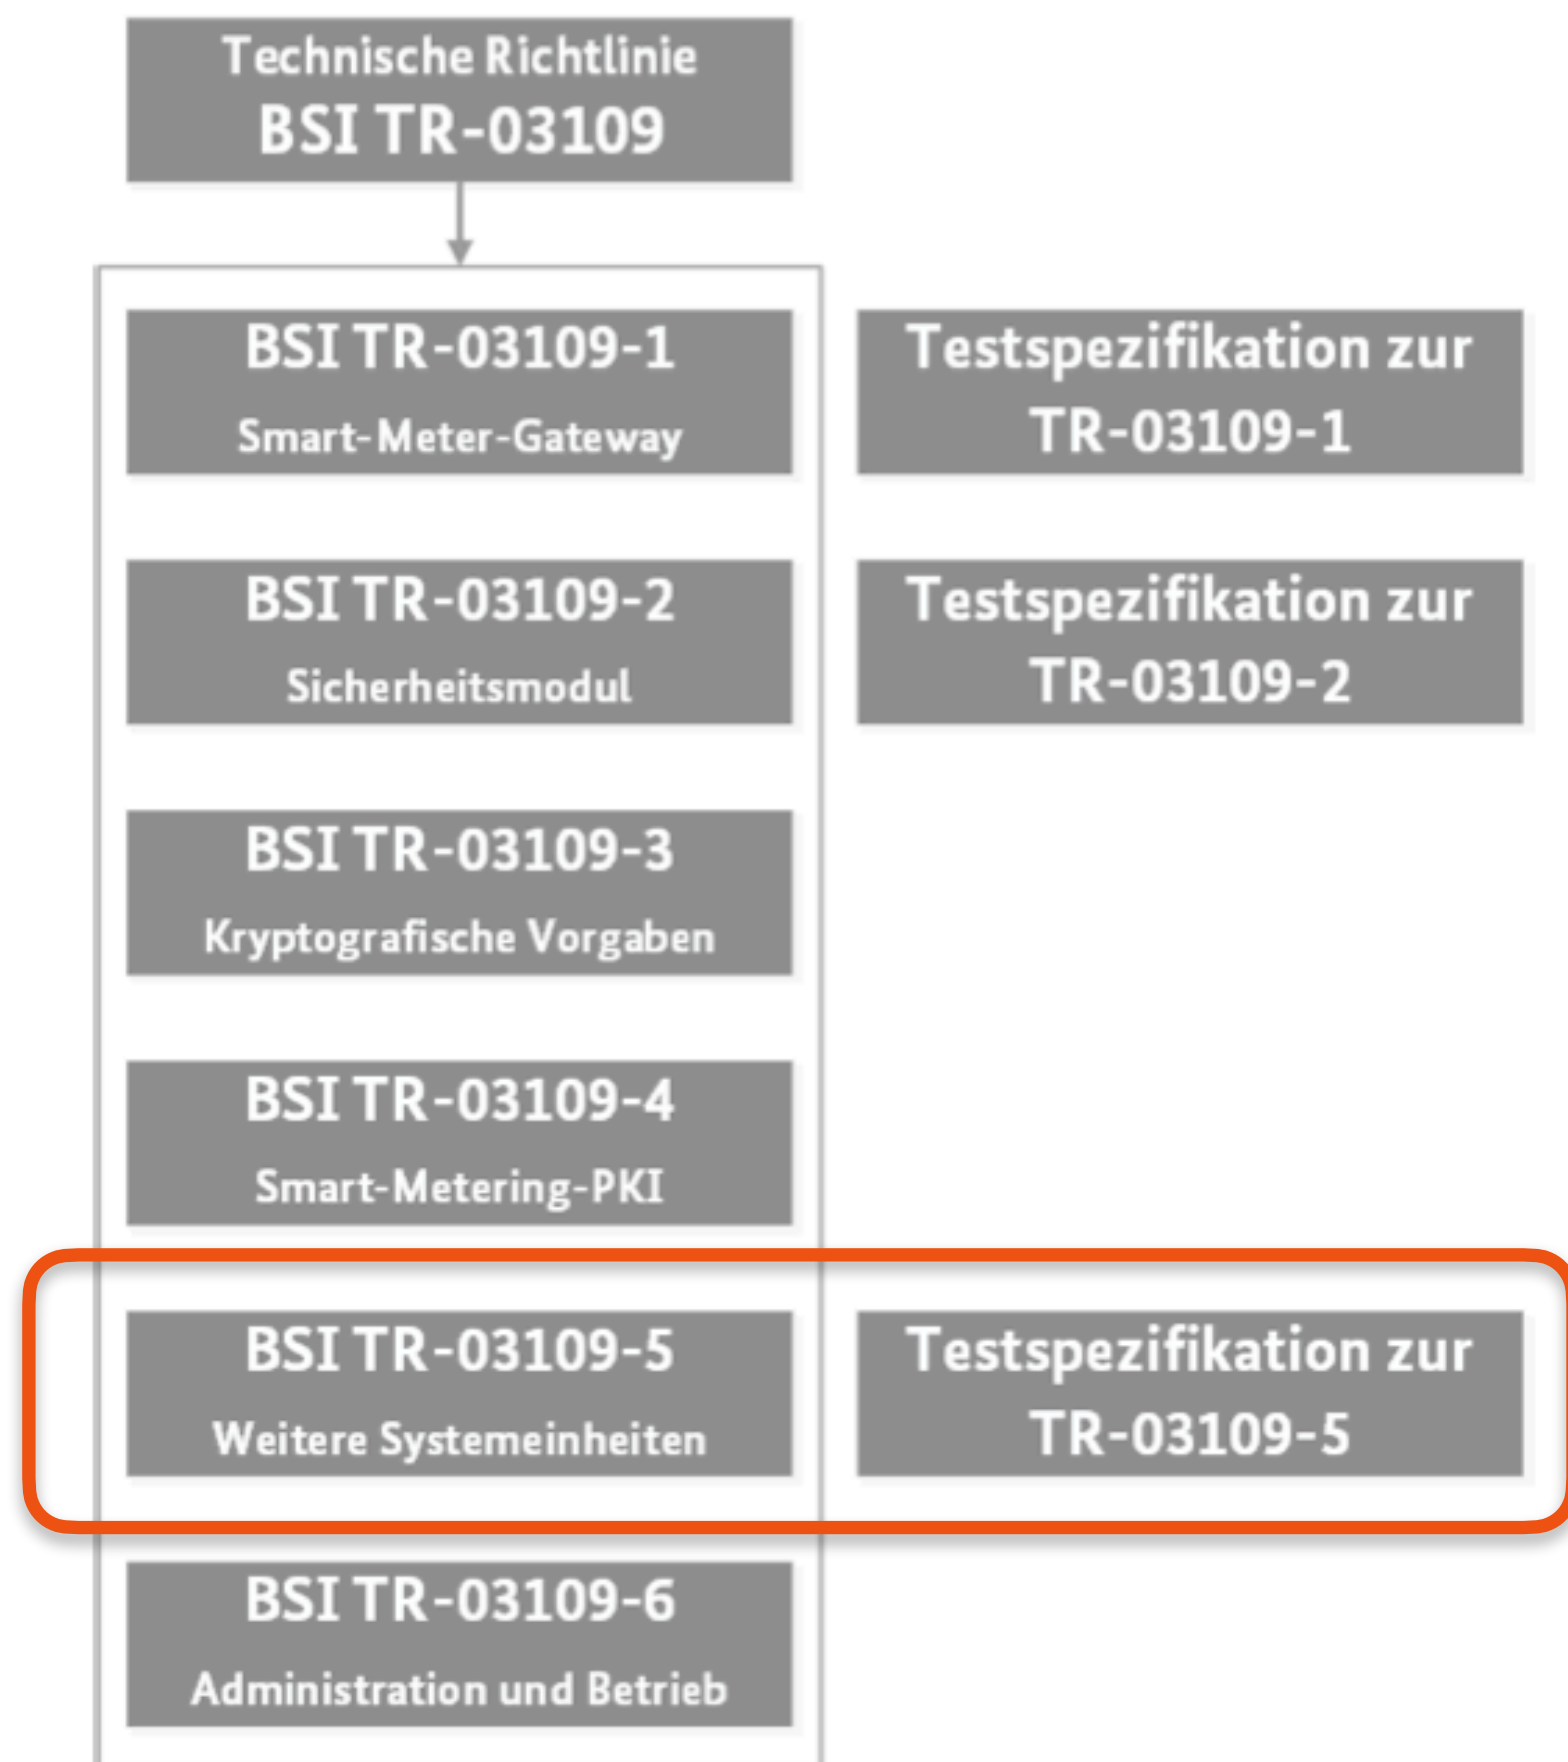 Technische Richtlinie
BSI TR-03109
BSI TR-03109-1
Smart-Meter-Gateway
Testspezifikation zur
TR-03109-1
BSI TR-03109-2
Sicherheitsmodul
Testspezifikation zur
TR-03109-2
BSI TR-03109-3
Kryptografische Vorgaben
BSI TR-03109-4
Smart-Metering-PKI
BSI TR-03109-5
Weitere Systemeinheiten
Testspezifikation zur
TR-03109-5
BSI TR-03109-6
Administration und Betrieb